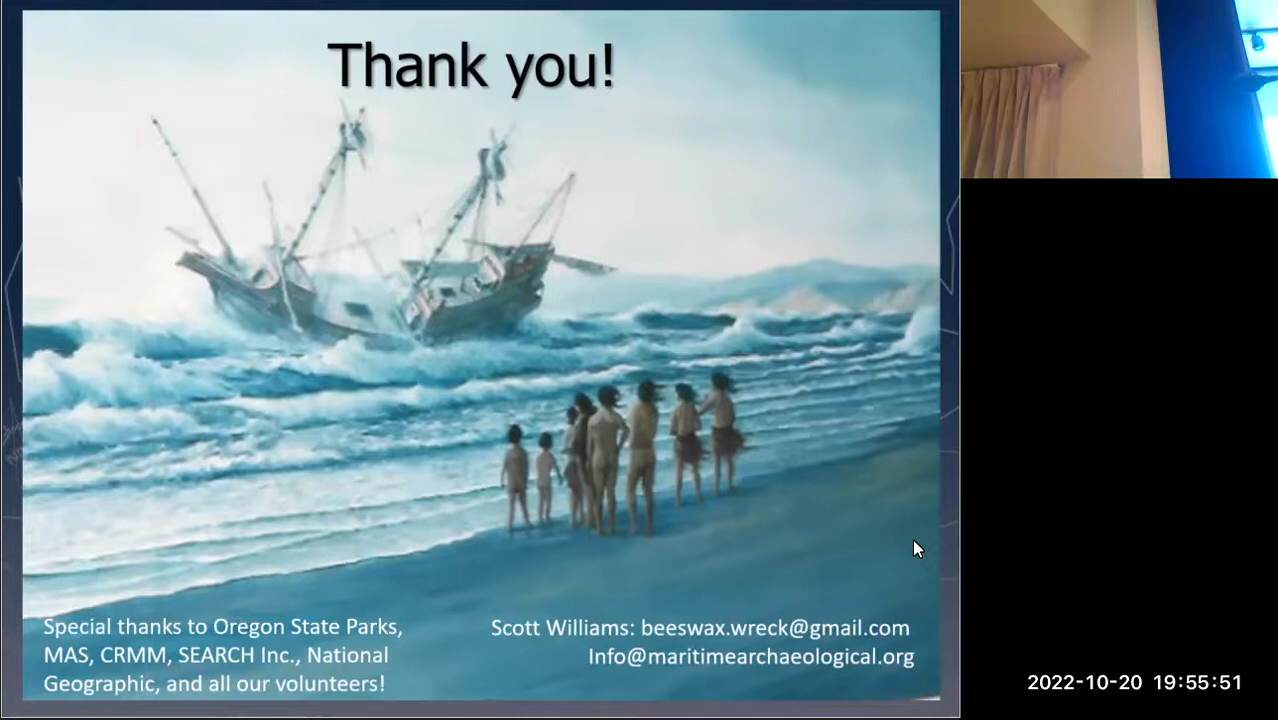 Thank you!
Special thanks to Oregon State Parks,
MAS, CRMM, SEARCH Inc., National
Geographic, and all our volunteers!
Scott Williams: beeswax.wreck@gmail.com
Info@maritimearchaeological.org
2022-10-20 19:55:51